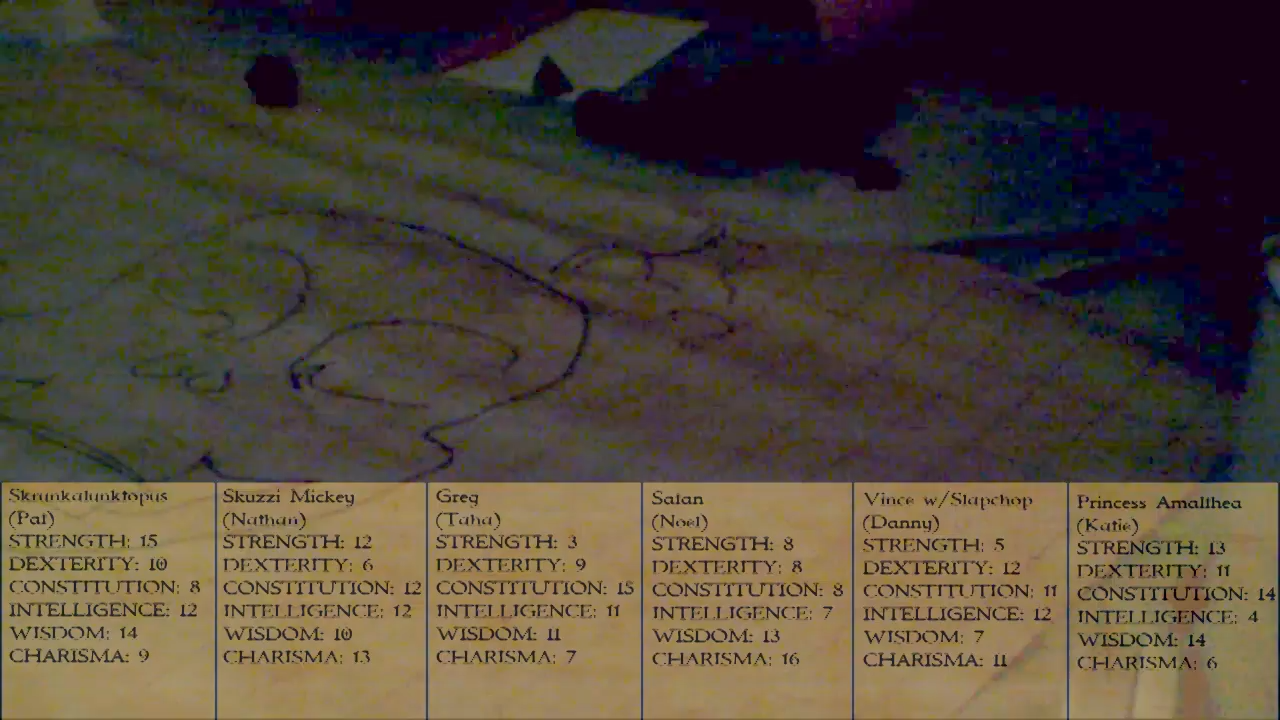 Skrunkalunktopus
(Pat)
STRENGTH: 15
DEXTERITY: 10
CONSTITUTION: 8
INTELLIGENCE: 12
WISDOM: 14
CHARISMA: 9
Skuzzi Mickey
(Nathan)
STRENGTH: 12
DEXTERITY: 6
CONSTITUTION: 12
INTELLIGENCE: 12
WISDOM: 10
CHARISMA: 13
Greg
(Taha)
STRENGTH: 3
DEXTERITY: 9
CONSTITUTION: 15
INTELLIGENCE: 11
WISDOM: 11
CHARISMA: 7
Satan
(Noel)
STRENGTH: 8
DEXTERITY: 8
CONSTITUTION: 8
INTELLIGENCE: 7
WISDOM: 13
CHARISMA: 16
Vince w/Slapchop
(Danny)
STRENGTH: 5
DEXTERITY: 12
CONSTITUTION: 11
INTELLIGENCE: 12
WISDOM: 7
CHARISMA: 11
Princess Amalthea
(Katie)
STRENGTH: 13
DEXTERITY: 11
CONSTITUTION: 14
INTELLIGENCE: 4
WISDOM: 14
CHARISMA: 6